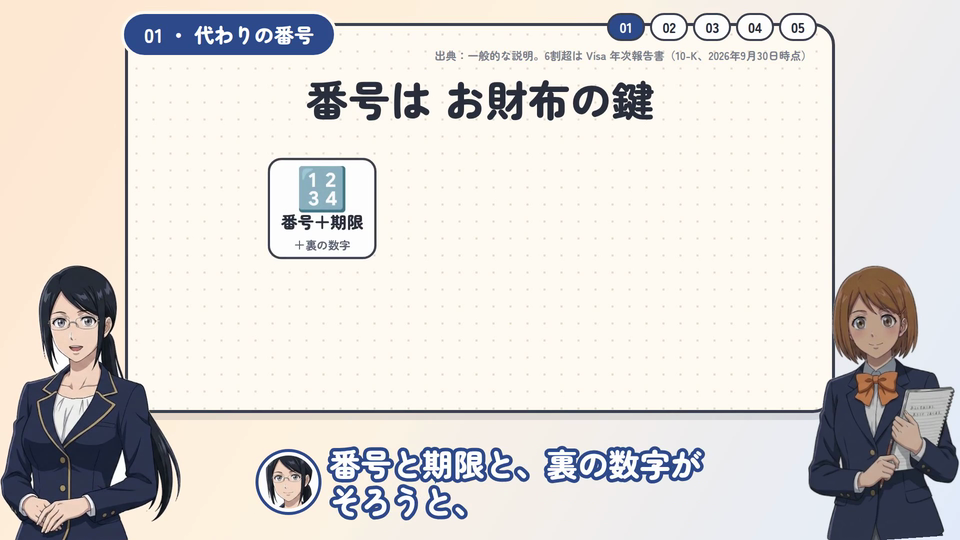 01 ・ 代わりの番号
01 02 03 04 05
出典：一般的な説明。6割超は Visa 年次報告書（10-K、2026年9月30日時点）
番号は お財布の鍵
1 2
3 4
番号＋期限
＋裏の数字
番号と期限と、裏の数字が
そろうと、